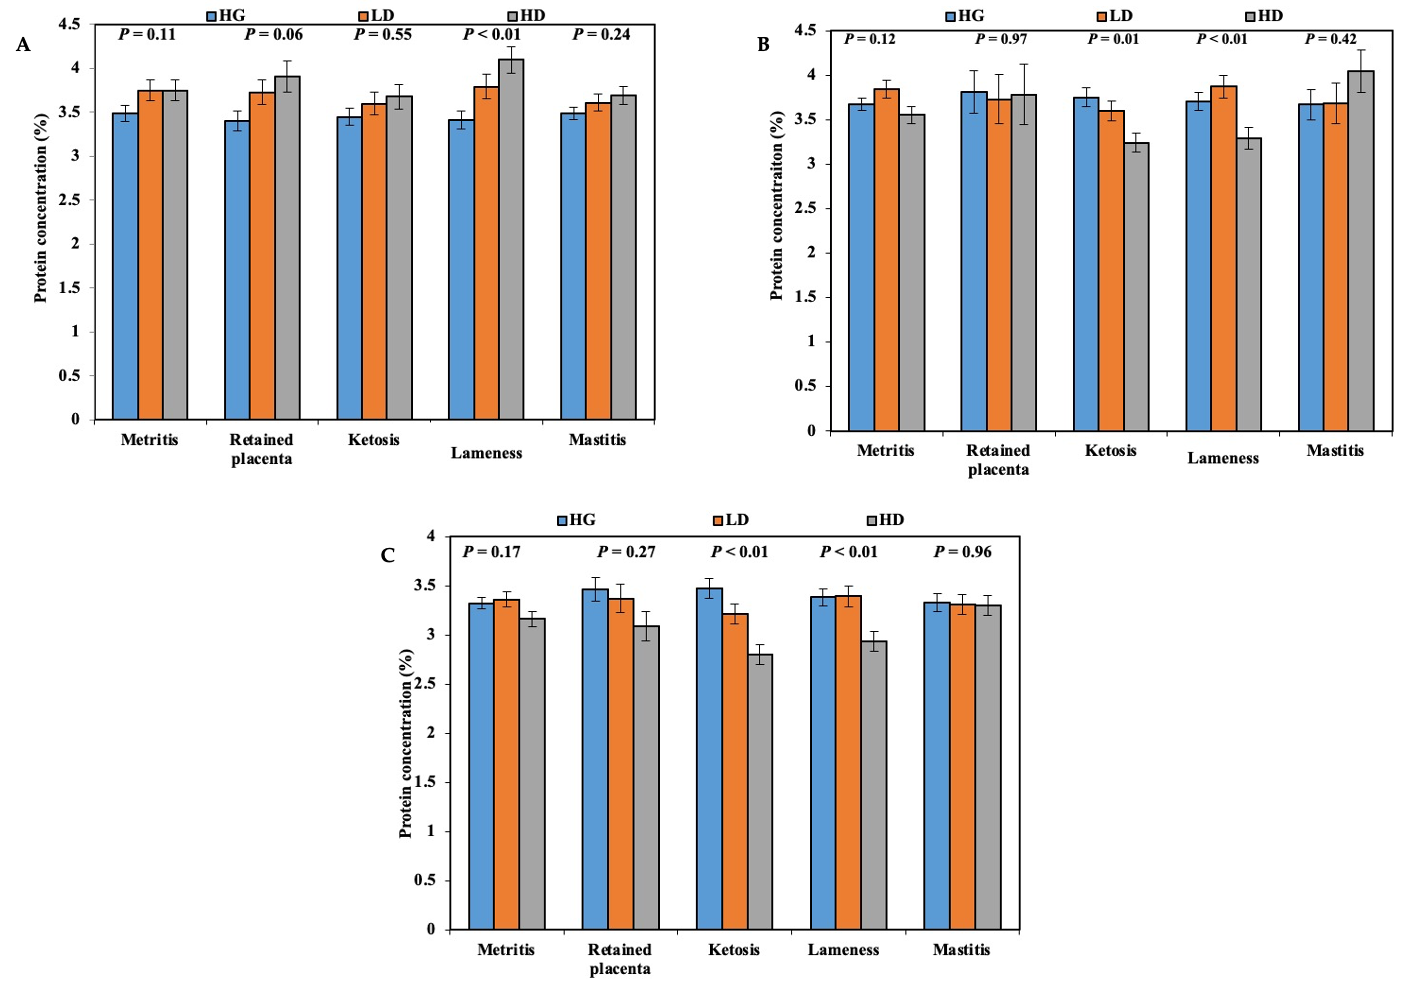 A
HG LD HD
P = 0.11 P = 0.06 P = 0.55 P < 0.01 P = 0.24
Protein concentration (%)
4.5
4
3.5
3
2.5
2
1.5
1
0.5
0
Metritis Retained placenta Ketosis Lameness Mastitis
B
HG LD HD
P = 0.12 P = 0.97 P = 0.01 P < 0.01 P = 0.42
Protein concentraiton (%)
4.5
4
3.5
3
2.5
2
1.5
1
0.5
0
Metritis Retained placenta Ketosis Lameness Mastitis
C
HG LD HD
P = 0.17 P = 0.27 P < 0.01 P < 0.01 P = 0.96
Protein concentration (%)
4
3.5
3
2.5
2
1.5
1
0.5
0
Metritis Retained placenta Ketosis Lameness Mastitis